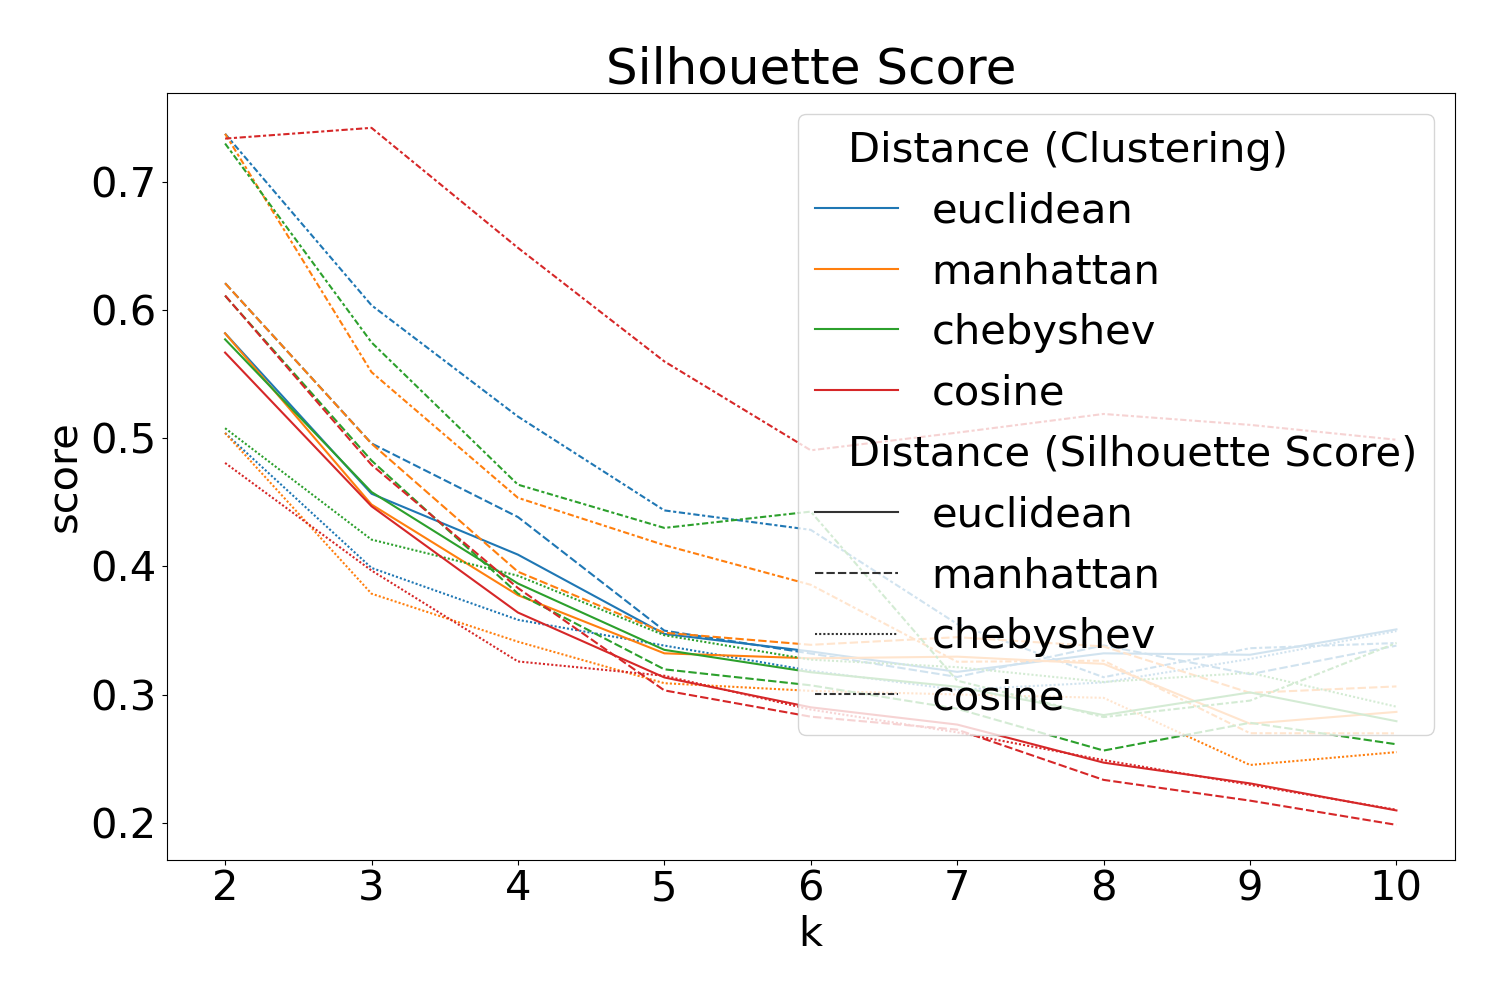 Silhouette Score
Distance (Clustering)
euclidean
manhattan
chebyshev
cosine
Distance (Silhouette Score)
euclidean
manhattan
chebyshev
cosine
score
0.7
0.6
0.5
0.4
0.3
0.2
2 3 4 5 6 7 8 9 10
k